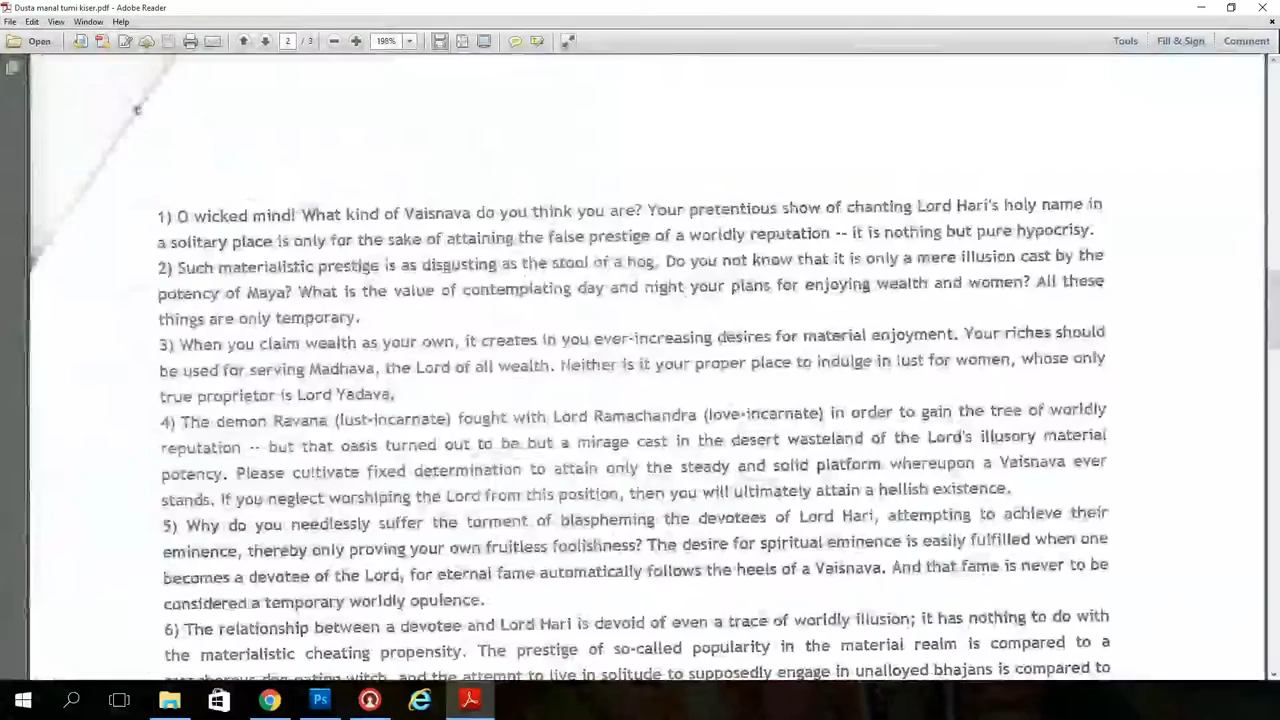 Dusta manal tumi kiser.pdf - Adobe Reader
File Edit View Window Help
Open 2 / 3 198% Tools Fill & Sign Comment
1) O wicked mind! What kind of Vaisnava do you think you are? Your pretentious show of chanting Lord Hari's holy name in
a solitary place is only for the sake of attaining the false prestige of a worldly reputation -- it is nothing but pure hypocrisy.
2) Such materialistic prestige is as disgusting as the stool of a hog. Do you not know that it is only a mere illusion cast by the
potency of Maya? What is the value of contemplating day and night your plans for enjoying wealth and women? All these
things are only temporary.
3) When you claim wealth as your own, it creates in you ever-increasing desires for material enjoyment. Your riches should
be used for serving Madhava, the Lord of all wealth. Neither is it your proper place to indulge in lust for women, whose only
true proprietor is Lord Yadava.
4) The demon Ravana (lust-incarnate) fought with Lord Ramachandra (love-incarnate) in order to gain the tree of worldly
reputation -- but that oasis turned out to be but a mirage cast in the desert wasteland of the Lord's illusory material
potency. Please cultivate fixed determination to attain only the steady and solid platform whereupon a Vaisnava ever
stands. If you neglect worshiping the Lord from this position, then you will ultimately attain a hellish existence.
5) Why do you needlessly suffer the torment of blaspheming the devotees of Lord Hari, attempting to achieve their
eminence, thereby only proving your own fruitless foolishness? The desire for spiritual eminence is easily fulfilled when one
becomes a devotee of the Lord, for eternal fame automatically follows the heels of a Vaisnava. And that fame is never to be
considered a temporary worldly opulence.
6) The relationship between a devotee and Lord Hari is devoid of even a trace of worldly illusion; it has nothing to do with
the materialistic cheating propensity. The prestige of so-called popularity in the material realm is compared to a
witch, and the attempt to live in solitude to supposedly engage in unalloyed bhajans is compared to